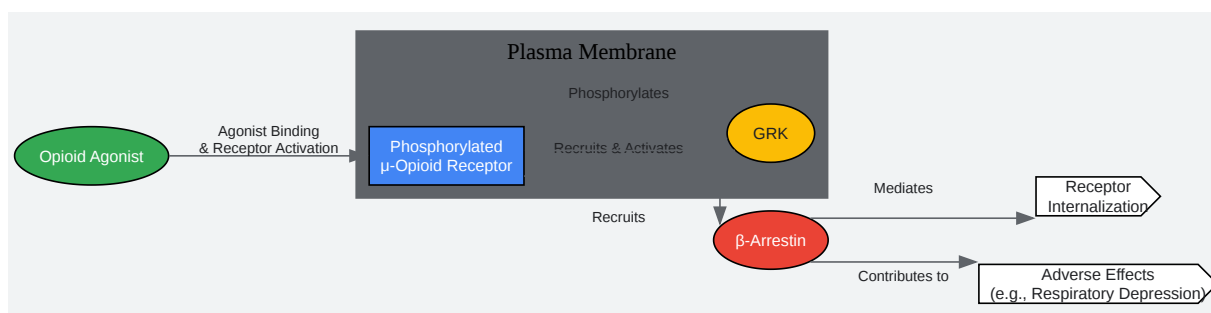 Plasma Membrane
Phosphorylates
Agonist Binding
& Receptor Activation
Opioid Agonist
Phosphorylated
μ-Opioid Receptor
Recruits & Activates
GRK
Mediates
Receptor
Internalization
Recruits
β-Arrestin
Contributes to
Adverse Effects
(e.g., Respiratory Depression)